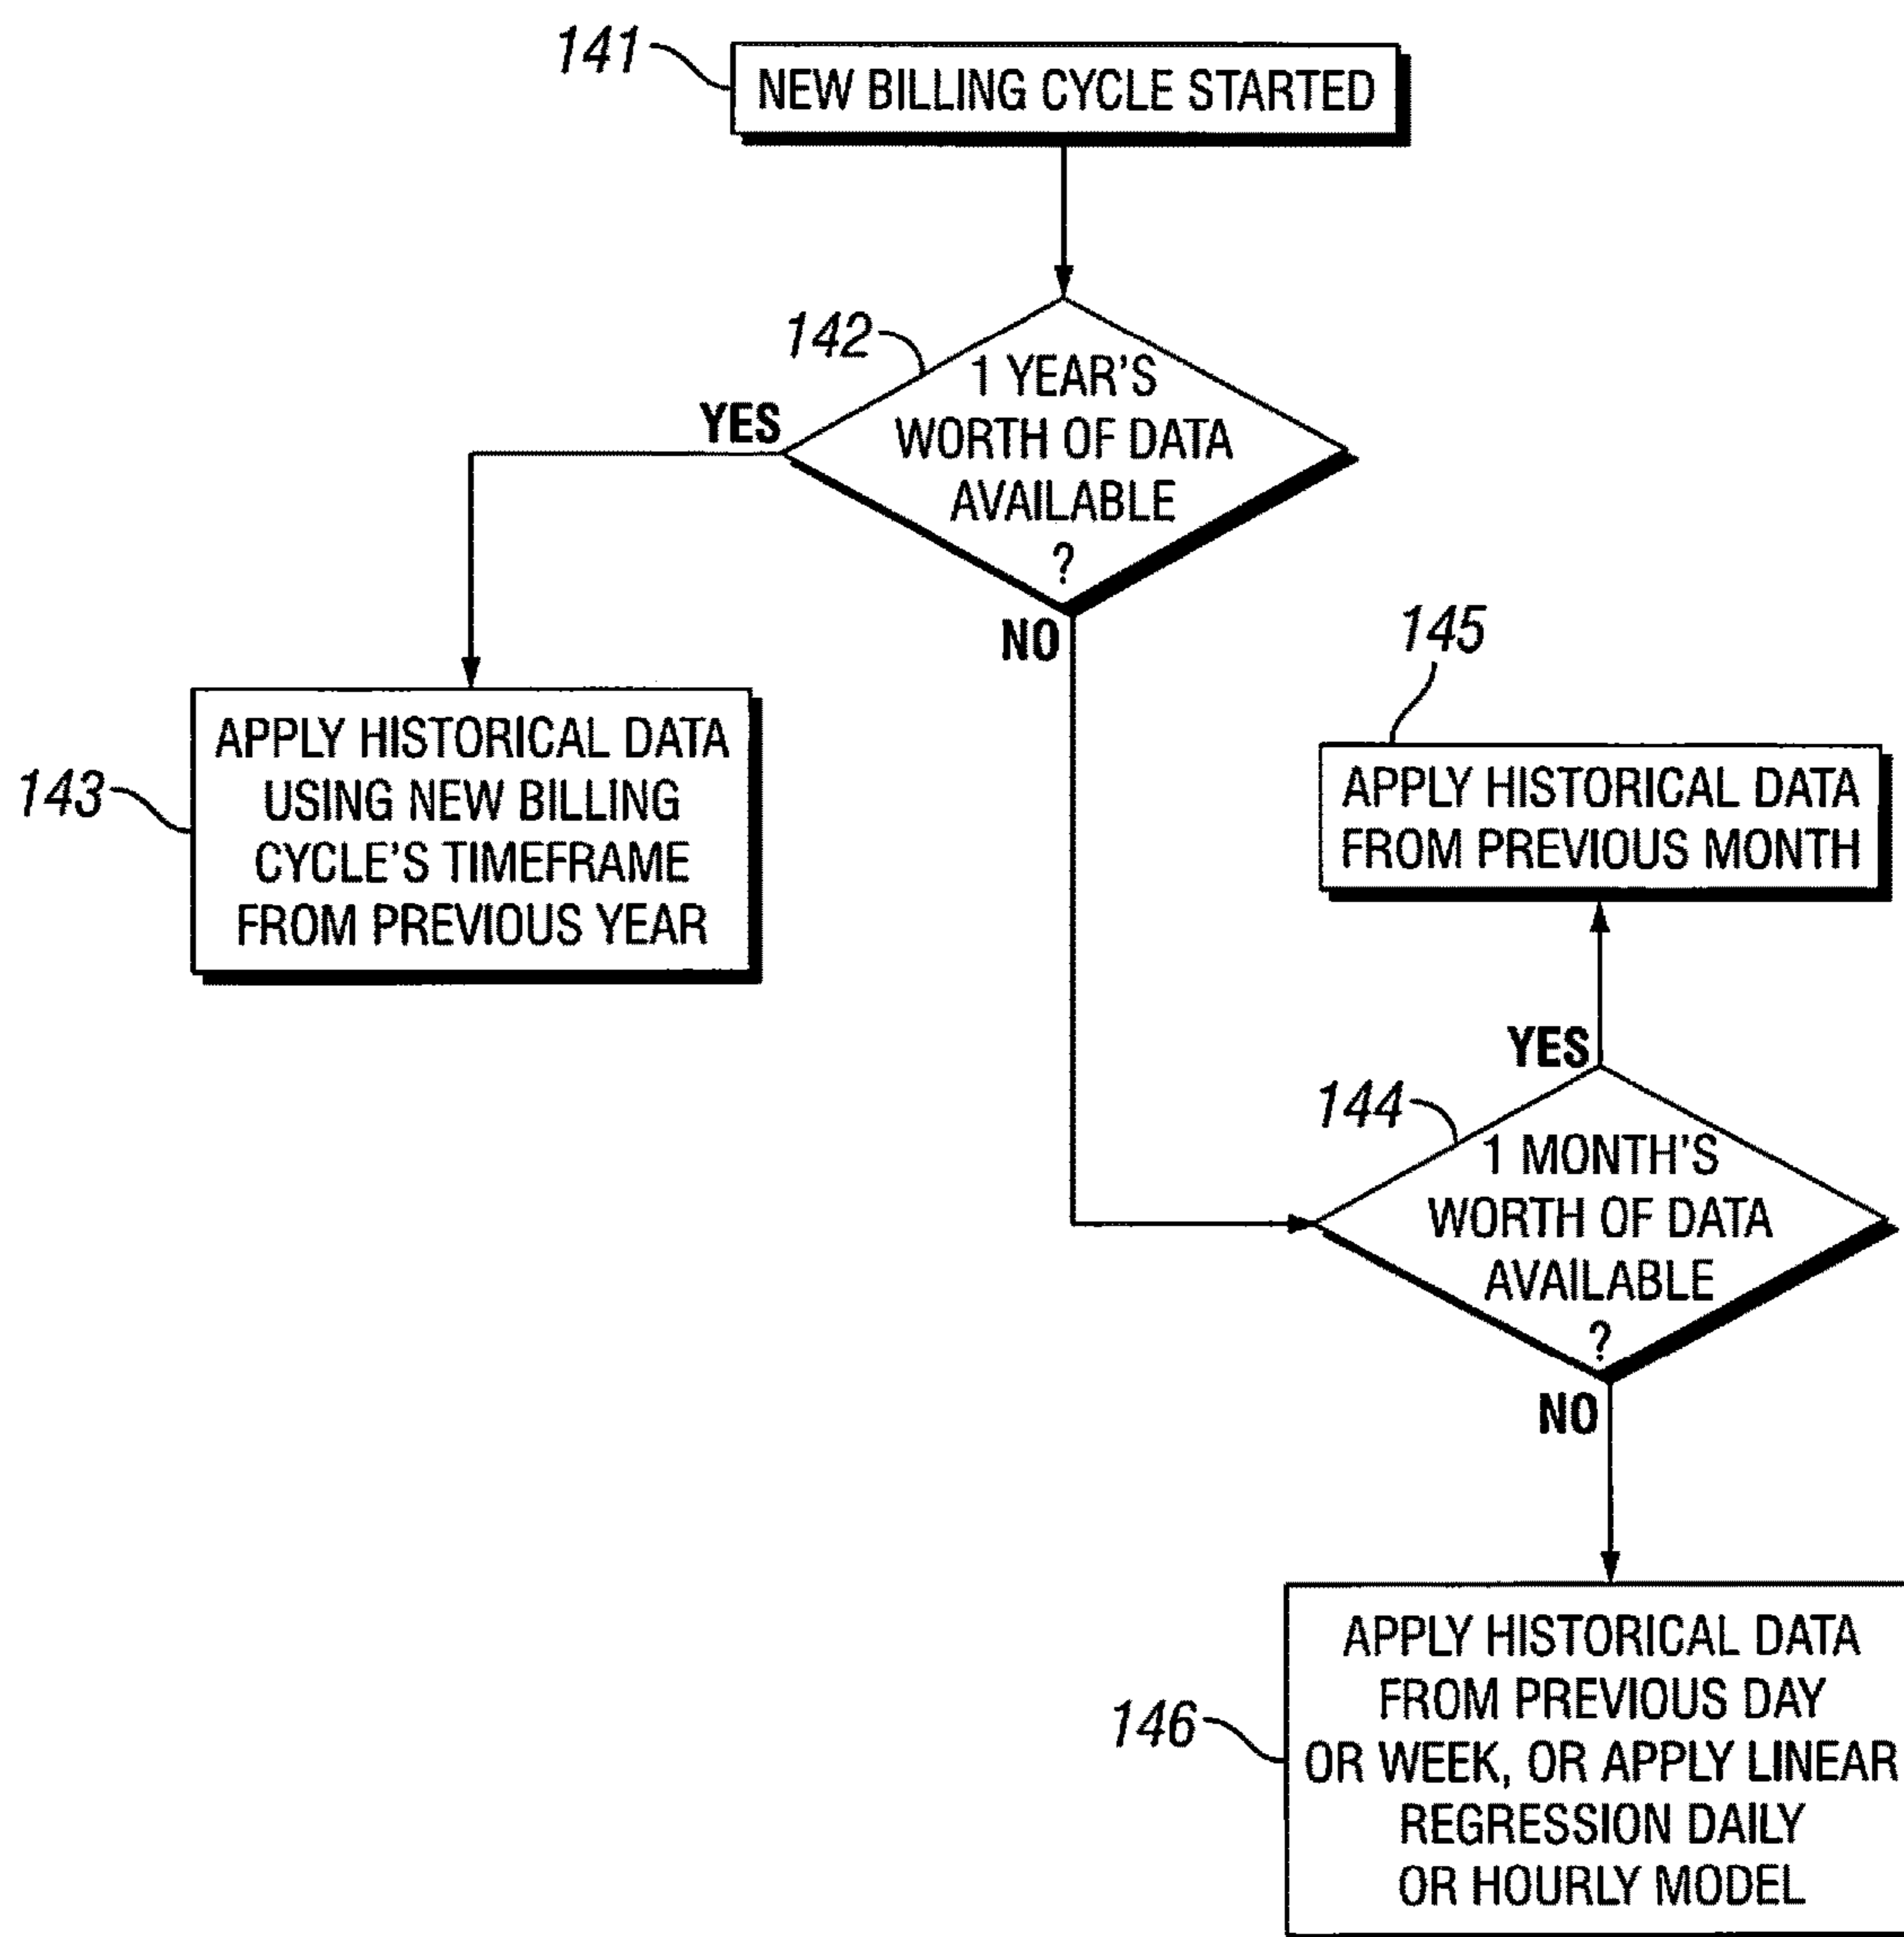 141
NEW BILLING CYCLE STARTED
142
1 YEAR'S
WORTH OF DATA
AVAILABLE
?
YES
NO
143
APPLY HISTORICAL DATA
USING NEW BILLING
CYCLE'S TIMEFRAME
FROM PREVIOUS YEAR
145
APPLY HISTORICAL DATA
FROM PREVIOUS MONTH
YES
144
1 MONTH'S
WORTH OF DATA
AVAILABLE
?
NO
146
APPLY HISTORICAL DATA
FROM PREVIOUS DAY
OR WEEK, OR APPLY LINEAR
REGRESSION DAILY
OR HOURLY MODEL